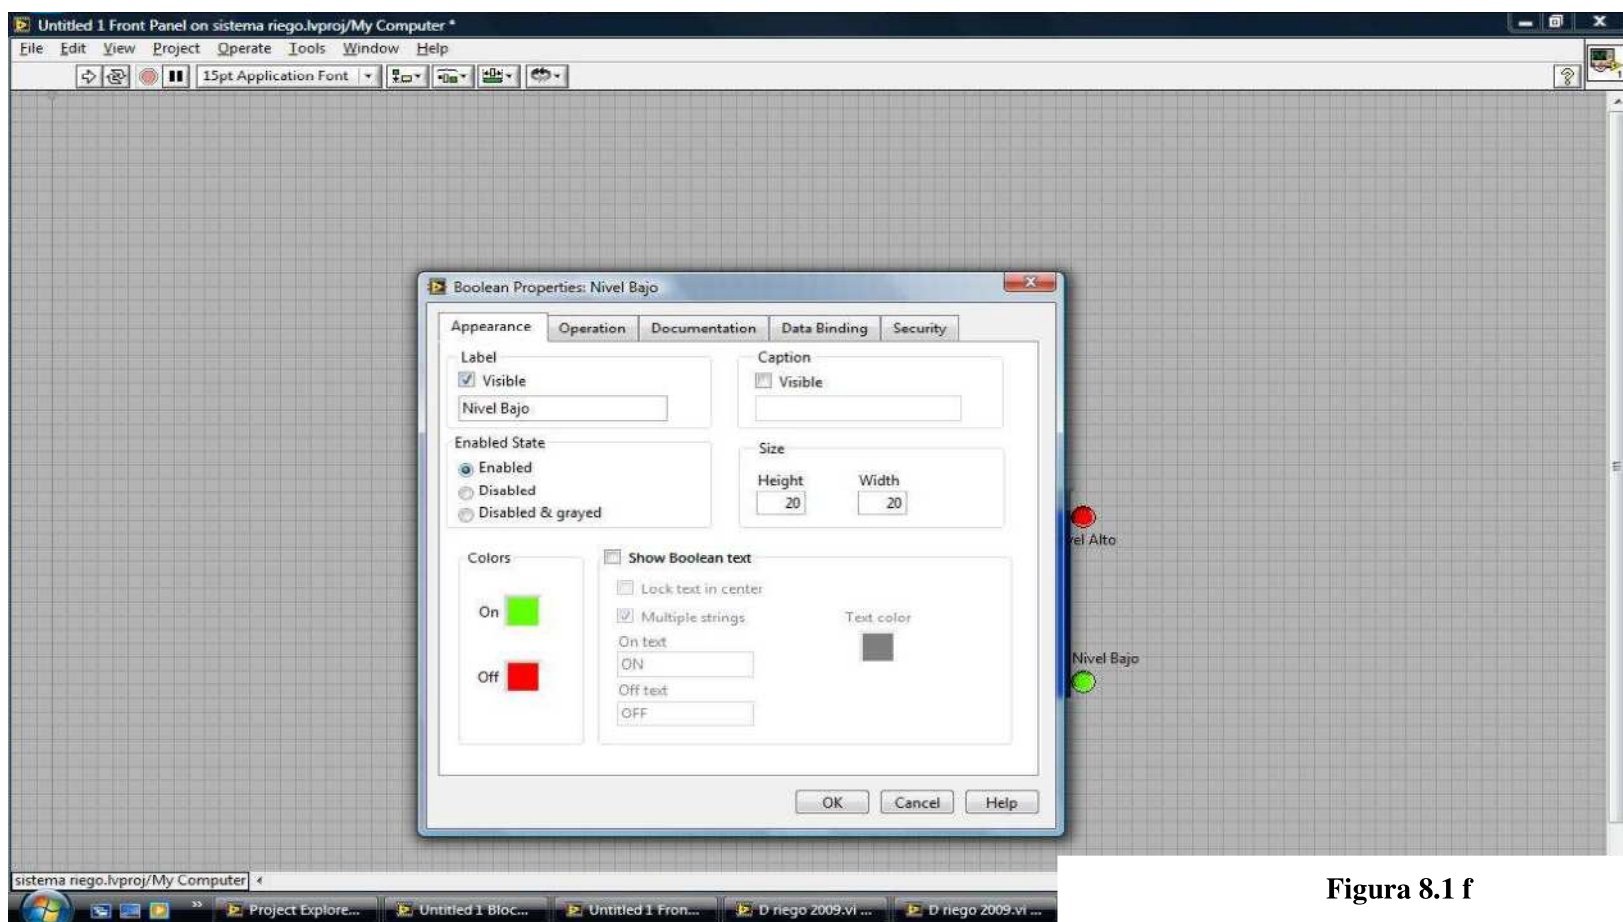 Untitled 1 Front Panel on sistema riego.lvproj/My Computer *
File Edit View Project Operate Tools Window Help
15pt Application Font
Boolean Properties: Nivel Bajo
Appearance Operation Documentation Data Binding Security
Label
Visible
Nivel Bajo
Caption
Visible
Enabled State
Enabled
Disabled
Disabled & grayed
Size
Height Width
20 20
Colors
On
Off
Show Boolean text
Lock text in center
Multiple strings
Text color
On text
ON
Off text
OFF
OK Cancel Help
vel Alto
Nivel Bajo
sistema riego.lvproj/My Computer
Project Explore... Untitled 1 Bloc... Untitled 1 Fron... D riego 2009.vi ... D riego 2009.vi ...
Figura 8.1 f